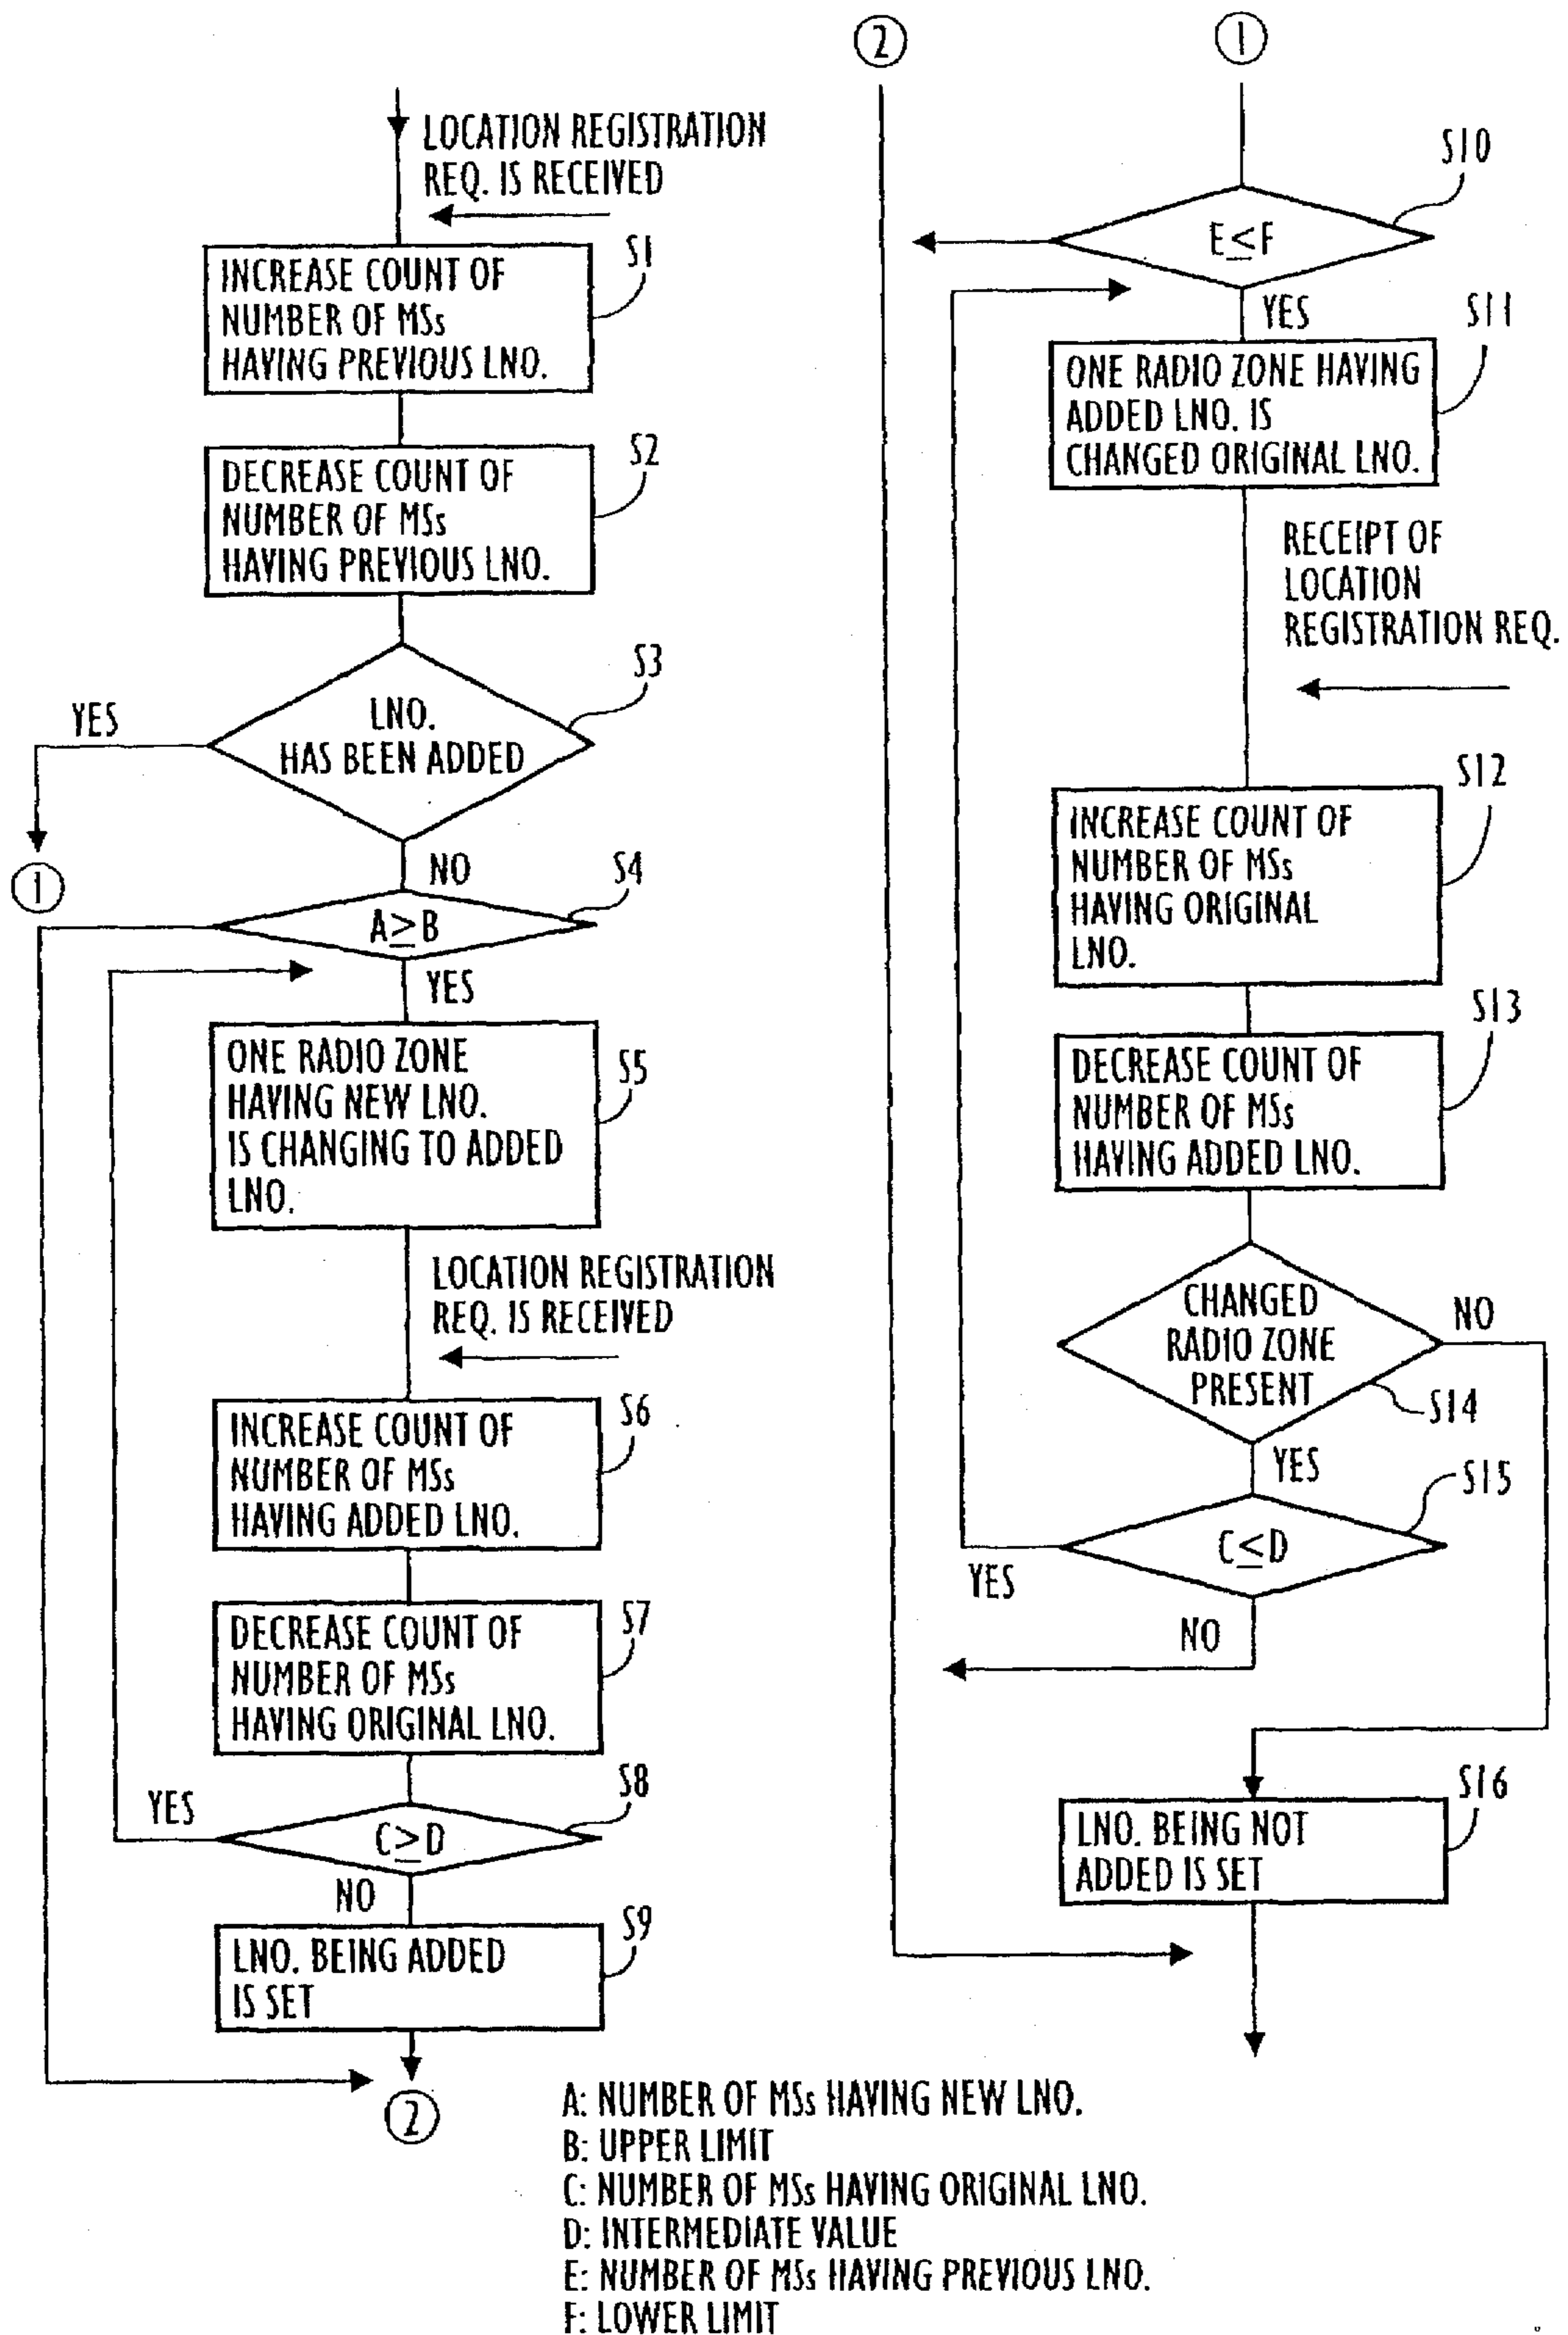 LOCATION REGISTRATION
REQ. IS RECEIVED
S1
INCREASE COUNT OF
NUMBER OF MSs
HAVING PREVIOUS LNO.
S2
DECREASE COUNT OF
NUMBER OF MSs
HAVING PREVIOUS LNO.
S3
LNO.
HAS BEEN ADDED
YES
1
NO
S4
A≥B
YES
S5
ONE RADIO ZONE
HAVING NEW LNO.
IS CHANGING TO ADDED
LNO.
LOCATION REGISTRATION
REQ. IS RECEIVED
S6
INCREASE COUNT OF
NUMBER OF MSs
HAVING ADDED LNO.
S7
DECREASE COUNT OF
NUMBER OF MSs
HAVING ORIGINAL LNO.
S8
C≥D
YES
NO
S9
LNO. BEING ADDED
IS SET
2
2
1
S10
E≤F
YES
S11
ONE RADIO ZONE HAVING
ADDED LNO. IS
CHANGED ORIGINAL LNO.
RECEIPT OF
LOCATION
REGISTRATION REQ.
S12
INCREASE COUNT OF
NUMBER OF MSs
HAVING ORIGINAL
LNO.
S13
DECREASE COUNT OF
NUMBER OF MSs
HAVING ADDED LNO.
CHANGED
RADIO ZONE
PRESENT
NO
S14
YES
S15
C≤D
YES
NO
S16
LNO. BEING NOT
ADDED IS SET
A: NUMBER OF MSs HAVING NEW LNO.
B: UPPER LIMIT
C: NUMBER OF MSs HAVING ORIGINAL LNO.
D: INTERMEDIATE VALUE
E: NUMBER OF MSs HAVING PREVIOUS LNO.
F: LOWER LIMIT